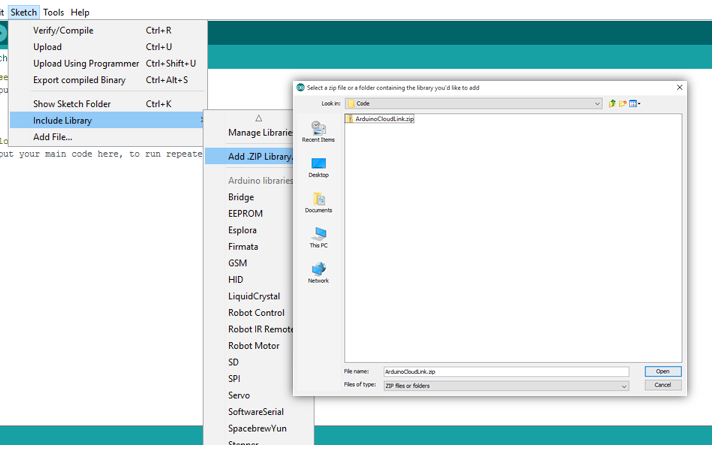 it Sketch Tools Help
Verify/Compile Ctrl+R
Upload Ctrl+U
Upload Using Programmer Ctrl+Shift+U
Export compiled Binary Ctrl+Alt+S
Show Sketch Folder Ctrl+K
Include Library
Add File...
put your main code here, to run repeate
Manage Librarie
Add .ZIP Library.
Arduino libraries
Bridge
EEPROM
Esplora
Firmata
GSM
HID
LiquidCrystal
Robot Control
Robot IR Remote
Robot Motor
SD
SPI
Servo
SoftwareSerial
SpacebrewYun
Stepper
Select a zip file or a folder containing the library you'd like to add
Look in: Code
ArduinoCloudLink.zip
Recent Items
Desktop
Documents
This PC
Network
File name: ArduinoCloudLink.zip Open
Files of type: ZIP files or folders Cancel